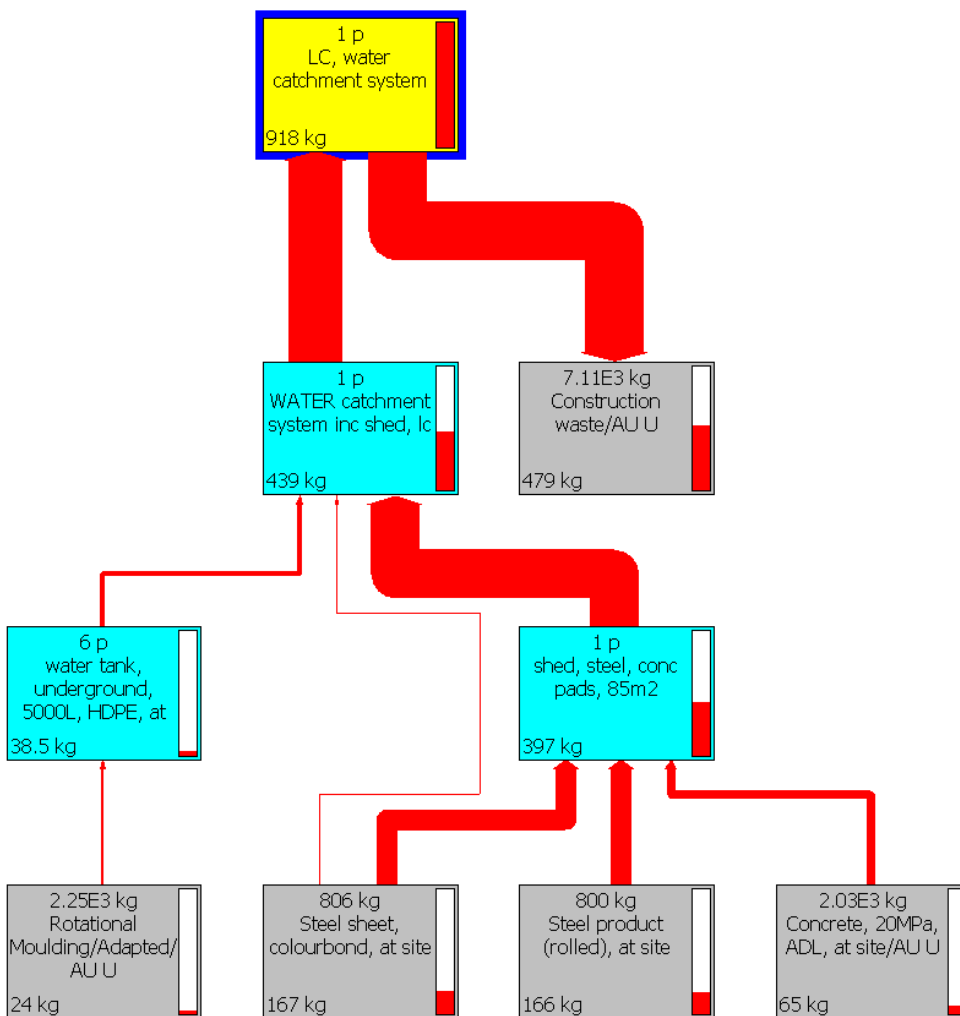 1 p
LC, water
catchment system
918 kg
1 p
WATER catchment
system inc shed, lc
439 kg
7.11E3 kg
Construction
waste/AU U
479 kg
6 p
water tank,
underground,
5000L, HDPE, at
38.5 kg
1 p
shed, steel, conc
pads, 85m2
397 kg
2.25E3 kg
Rotational
Moulding/Adapted/
AU U
24 kg
806 kg
Steel sheet,
colourbond, at site
167 kg
800 kg
Steel product
(rolled), at site
166 kg
2.03E3 kg
Concrete, 20MPa,
ADL, at site/AU U
65 kg